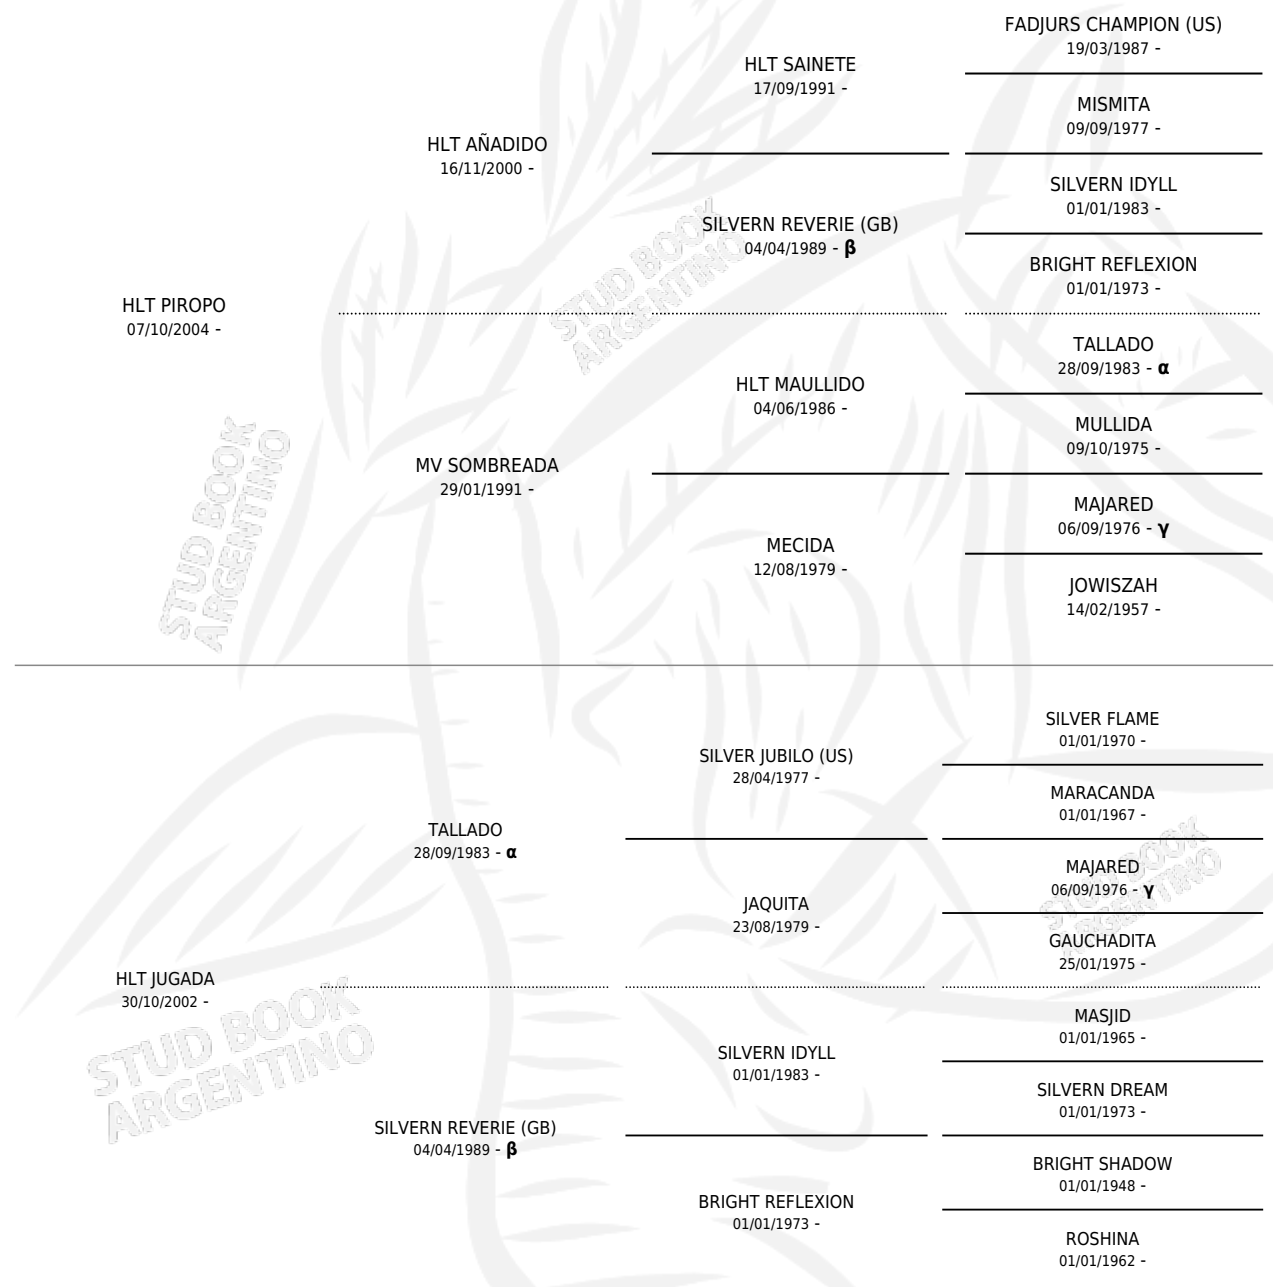 FADJURS CHAMPION (US)
19/03/1987 -
HLT SAINETE
17/09/1991 -
MISMITA
09/09/1977 -
HLT AÑADIDO
16/11/2000 -
SILVERN IDYLL
01/01/1983 -
SILVERN REVERIE (GB)
04/04/1989 - β
BRIGHT REFLEXION
01/01/1973 -
HLT PIROPO
07/10/2004 -
STUD BOOK
ARGENTINO
TALLADO
28/09/1983 - α
HLT MAULLIDO
04/06/1986 -
MULLIDA
09/10/1975 -
MV SOMBREADA
29/01/1991 -
MAJARED
06/09/1976 - γ
MECIDA
12/08/1979 -
JOWISZAH
14/02/1957 -
STUD BOOK
ARGENTINO
SILVER FLAME
01/01/1970 -
SILVER JUBILO (US)
28/04/1977 -
MARACANDA
01/01/1967 -
TALLADO
28/09/1983 - α
MAJARED
06/09/1976 - γ
JAQUITA
23/08/1979 -
GAUCHADITA
25/01/1975 -
STUD BOOK
ARGENTINO
HLT JUGADA
30/10/2002 -
MASJID
01/01/1965 -
SILVERN IDYLL
01/01/1983 -
SILVERN DREAM
01/01/1973 -
STUD BOOK
ARGENTINO
SILVERN REVERIE (GB)
04/04/1989 - β
BRIGHT SHADOW
01/01/1948 -
BRIGHT REFLEXION
01/01/1973 -
ROSHINA
01/01/1962 -